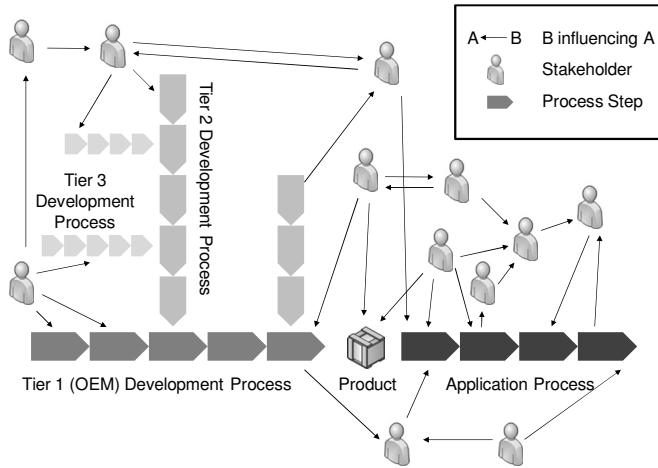 A B B influencing A
Stakeholder
Process Step
Tier 2 Development Process
Tier 3
Development
Process
Tier 1 (OEM) Development Process
Product
Application Process